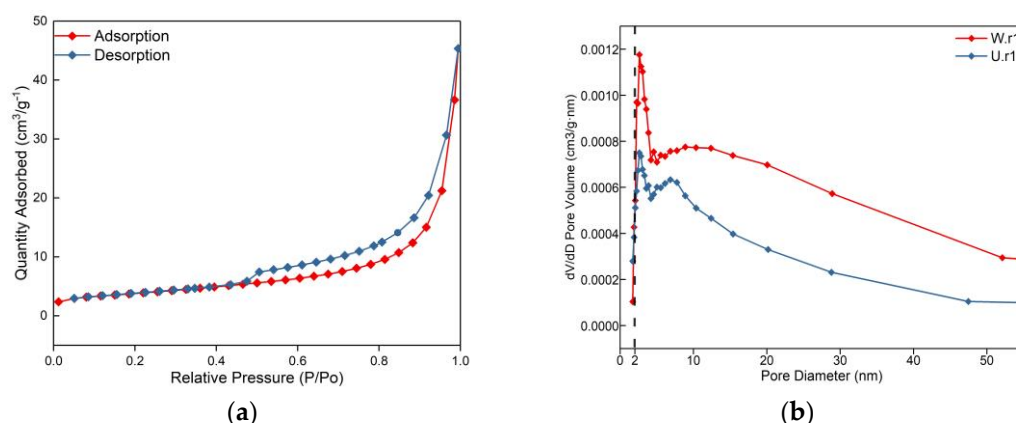 50
40
30
20
10
0
Quantity Adsorbed (cm³/g⁻¹)
Adsorption
Desorption
0.0 0.2 0.4 0.6 0.8 1.0
Relative Pressure (P/Po)
(a)
0.0012
0.0010
0.0008
0.0006
0.0004
0.0002
0.0000
dV/dD Pore Volume (cm3/g·nm)
W.r1
U.r1
0 2 10 20 30 40 50
Pore Diameter (nm)
(b)